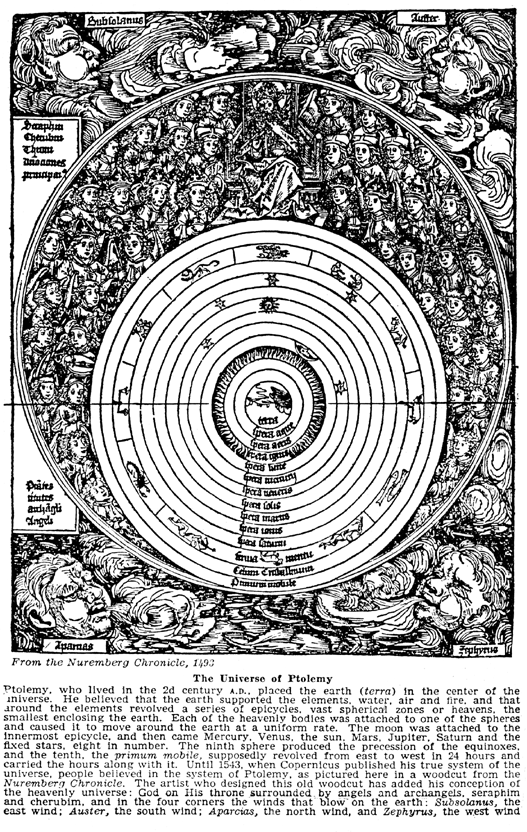 Subsolanus
Auster
Seraphin
Cherubin
Throni
terra
spera aque
spera aeris
spera ignis
spera lune
spera mercurij
spera veneris
spera solis
spera martis
spera iovis
spera saturni
firma mentu
Celum Cristallinum
Primum mobile
Angeli
Aparcias
Zephyrus
From the Nuremberg Chronicle, 1493
The Universe of Ptolemy
Ptolemy, who lived in the 2d century A.D., placed the earth (terra) in the center of the
universe. He believed that the earth supported the elements, water, air and fire, and that
around the elements revolved a series of epicycles, vast spherical zones or heavens, the
smallest enclosing the earth. Each of the heavenly bodies was attached to one of the spheres
and caused it to move around the earth at a uniform rate. The moon was attached to the
innermost epicycle, and then came Mercury, Venus, the sun, Mars, Jupiter, Saturn and the
fixed stars, eight in number. The ninth sphere produced the precession of the equinoxes,
and the tenth, the primum mobile, supposedly revolved from east to west in 24 hours and
carried the hours along with it. Until 1543, when Copernicus published his true system of the
universe, people believed in the system of Ptolemy, as pictured here in a woodcut from the
Nuremberg Chronicle. The artist who designed this old woodcut has added his conception of
the heavenly universe: God on His throne surrounded by angels and archangels, seraphim
and cherubim, and in the four corners the winds that blow on the earth: Subsolanus, the
east wind; Auster, the south wind; Aparcias, the north wind, and Zephyrus, the west wind